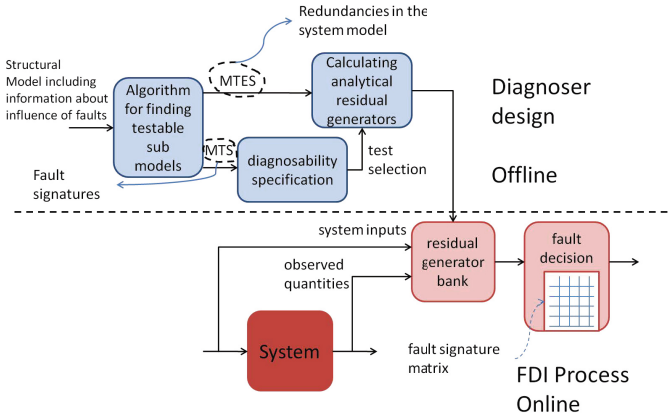 Redundancies in the
system model
Structural
Model including
information about
influence of faults
MTES
Algorithm
for finding
testable
sub
models
Calculating
analytical
residual
generators
Diagnoser
design
MTS
diagnosability
specification
test
selection
Fault
signatures
Offline
system inputs
observed
quantities
residual
generator
bank
fault
decision
System
fault signature
matrix
FDI Process
Online